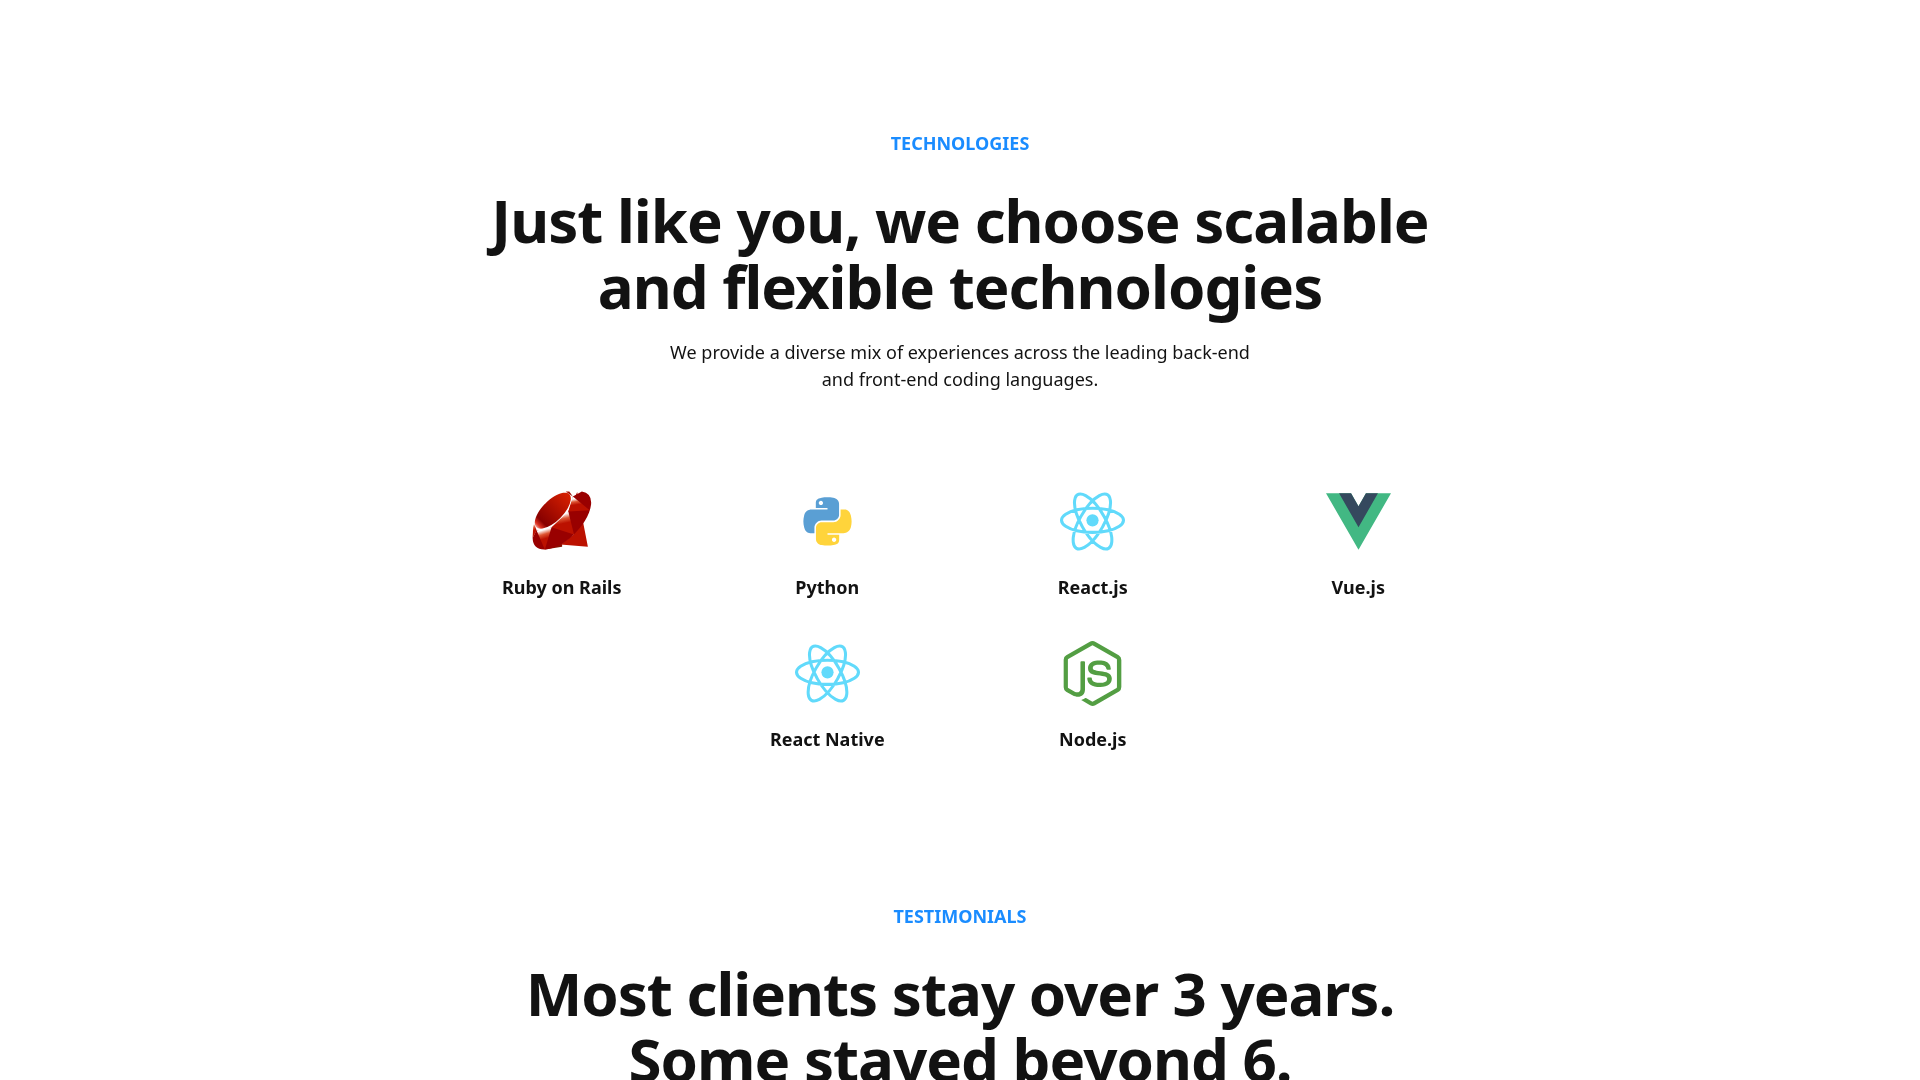 TECHNOLOGIES
Just like you, we choose scalable
and flexible technologies
We provide a diverse mix of experiences across the leading back-end
and front-end coding languages.
Ruby on Rails
Python
React.js
Vue.js
JS
React Native
Node.js
TESTIMONIALS
Most clients stay over 3 years.
Some stayed beyond 6.